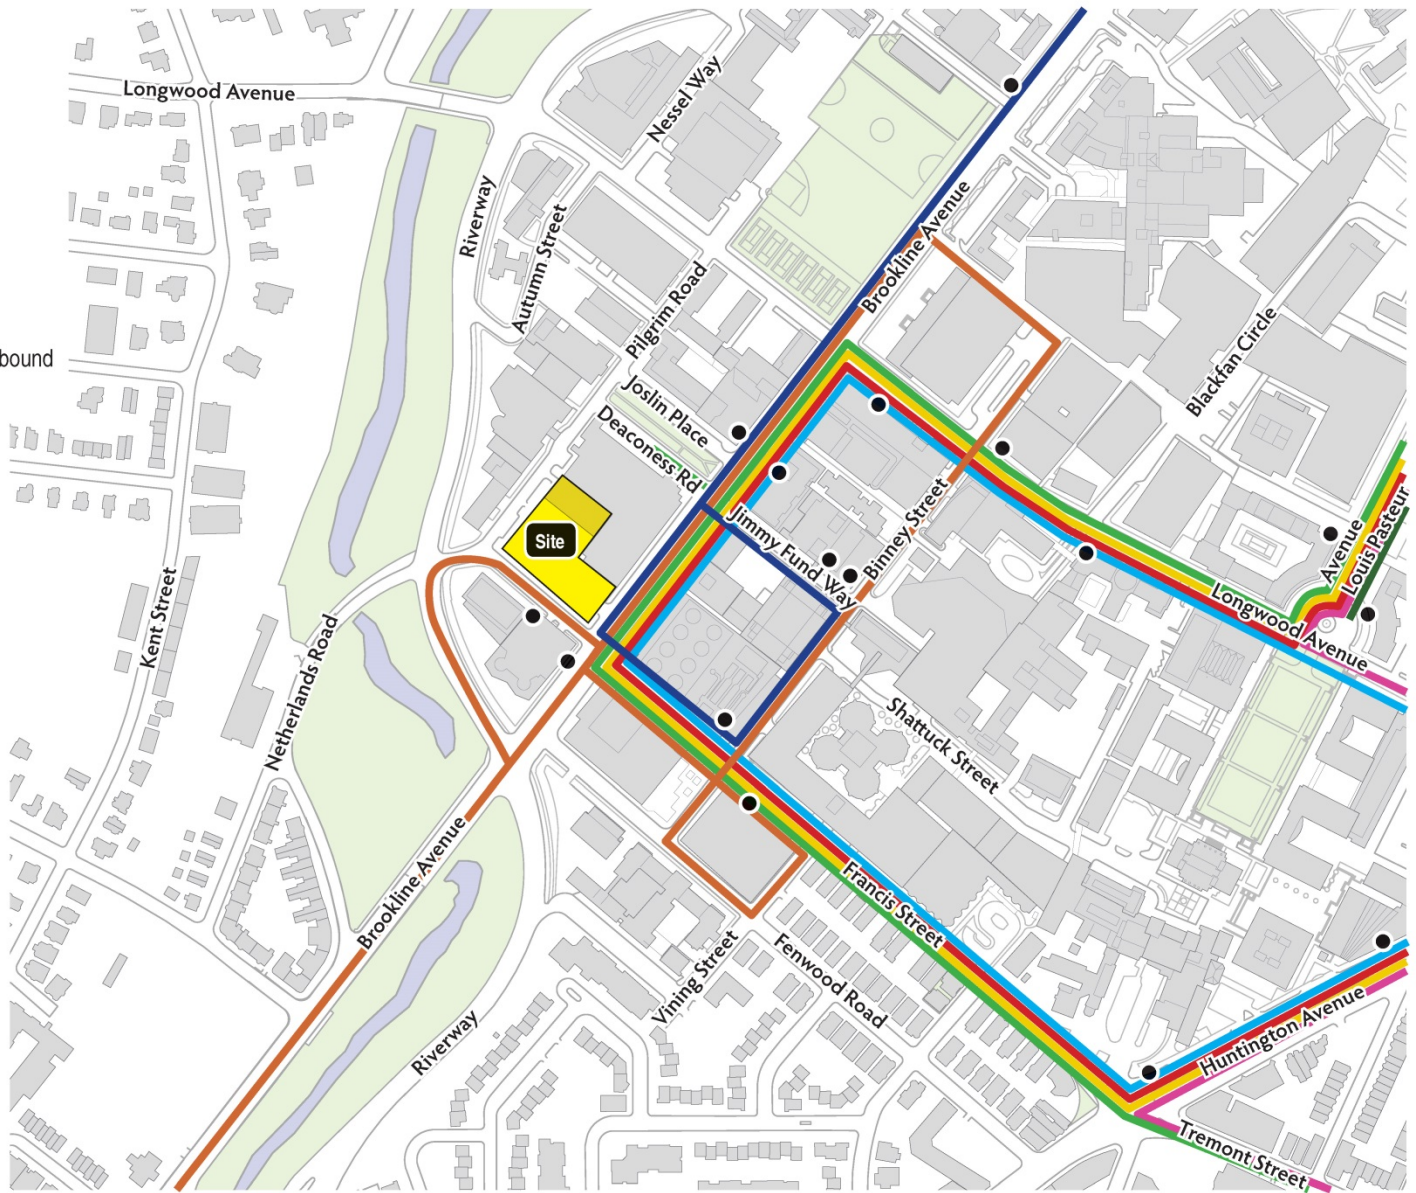 Longwood Avenue
Nessel Way
Riverway
Autumn Street
Brookline Avenue
Pilgrim Road
bound
Blackfan Circle
Joslin Place
Deaconess Rd
Site
Jimmy Fund Way
Binney Street
Avenue
Louis Pasteur
Longwood Avenue
Kent Street
Netherlands Road
Shattuck Street
Brookline Avenue
Francis Street
Vining Street
Fenwood Road
Riverway
Huntington Avenue
Tremont Street